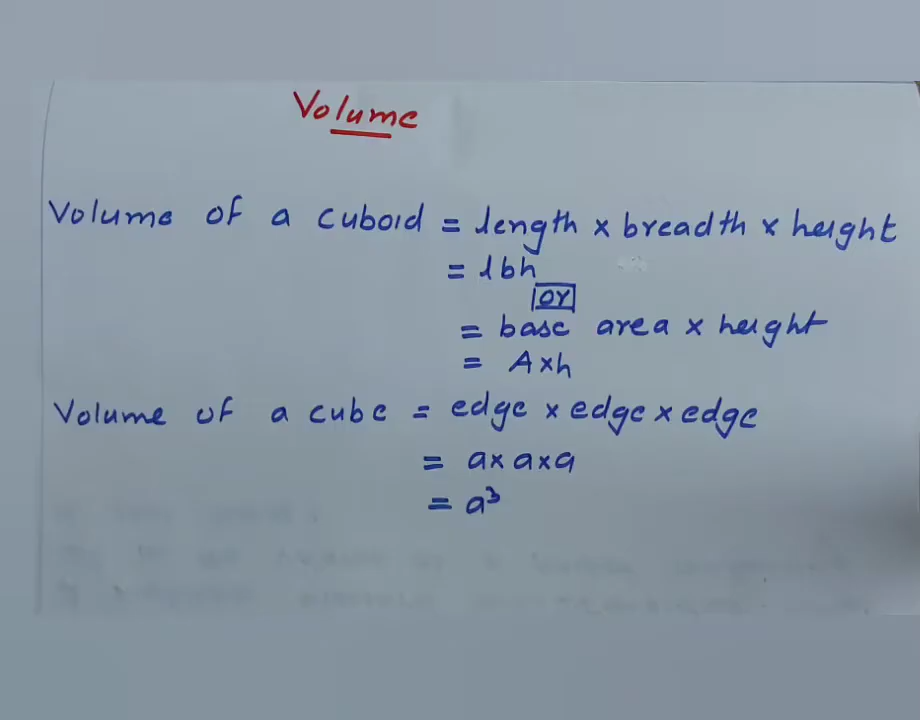 Volume
Volume of a cuboid = length × breadth × height
= lbh
or
= base area × height
= A×h
Volume of a cube = edge × edge × edge
= a×a×a
= a³